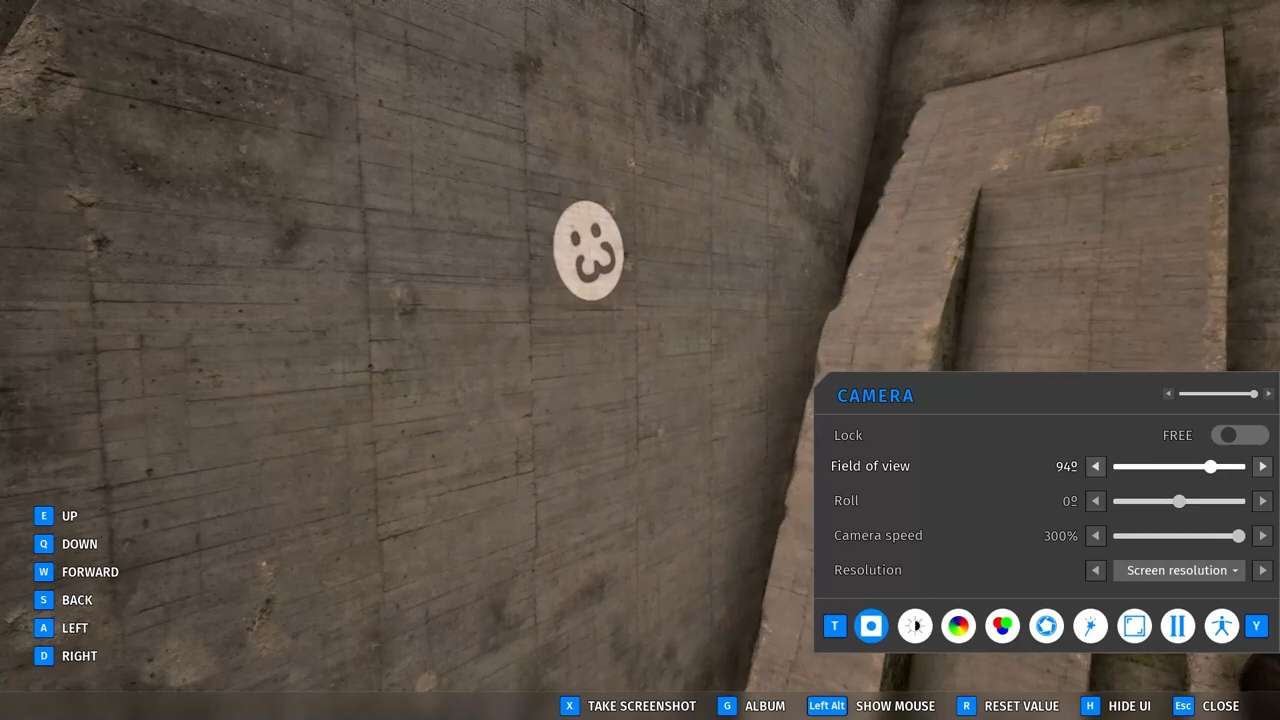 CAMERA
Lock FREE
Field of view 94º
Roll 0º
Camera speed 300%
Resolution Screen resolution
T Y
E UP
Q DOWN
W FORWARD
S BACK
A LEFT
D RIGHT
X TAKE SCREENSHOT G ALBUM Left Alt SHOW MOUSE R RESET VALUE H HIDE UI Esc CLOSE